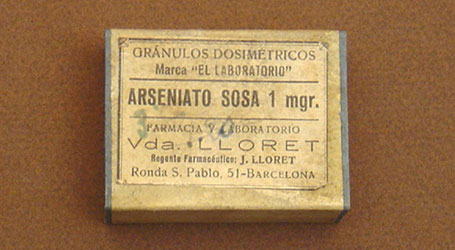 GRÁNULOS DOSIMÉTRICOS
Marca "EL LABORATORIO"
ARSENIATO SOSA 1 mgr.
FARMACIA Y LABORATORIO
Vda. LLORET
Regente Farmacéutico: J. LLORET
Ronda S. Pablo, 51-BARCELONA